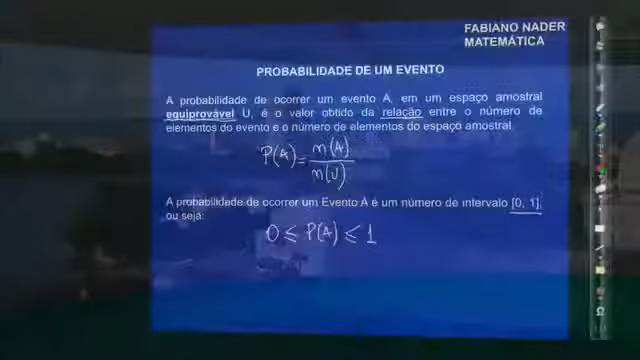 FABIANO NADER
MATEMÁTICA
PROBABILIDADE DE UM EVENTO
A probabilidade de ocorrer um evento A, em um espaço amostral
equiprovável U, é o valor obtido da relação entre o número de
elementos do evento e o número de elementos do espaço amostral.
P(A) = n(A) / n(U)
A probabilidade de ocorrer um Evento A é um número de intervalo [0, 1],
ou seja:
0 ≤ P(A) ≤ 1